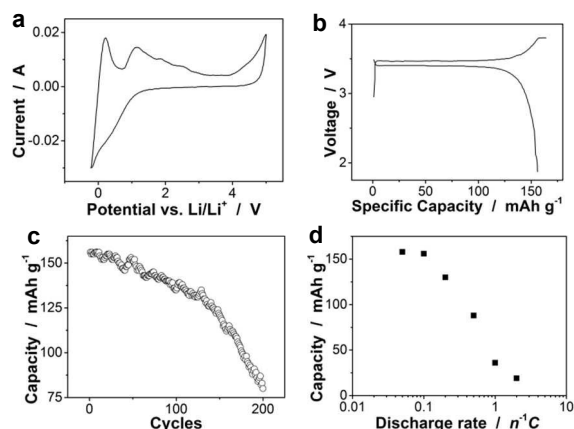 a
0.02
0.00
-0.02
Current / A
0 2 4
Potential vs. Li/Li⁺ / V
b
5
3.5
2
Voltage / V
0 50 100 150
Specific Capacity / mAh g⁻¹
c
150
125
100
75
Capacity / mAh g⁻¹
0 100 200
Cycles
d
150
100
50
0
Capacity / mAh g⁻¹
0.01 0.1 1 10
Discharge rate / n⁻¹C